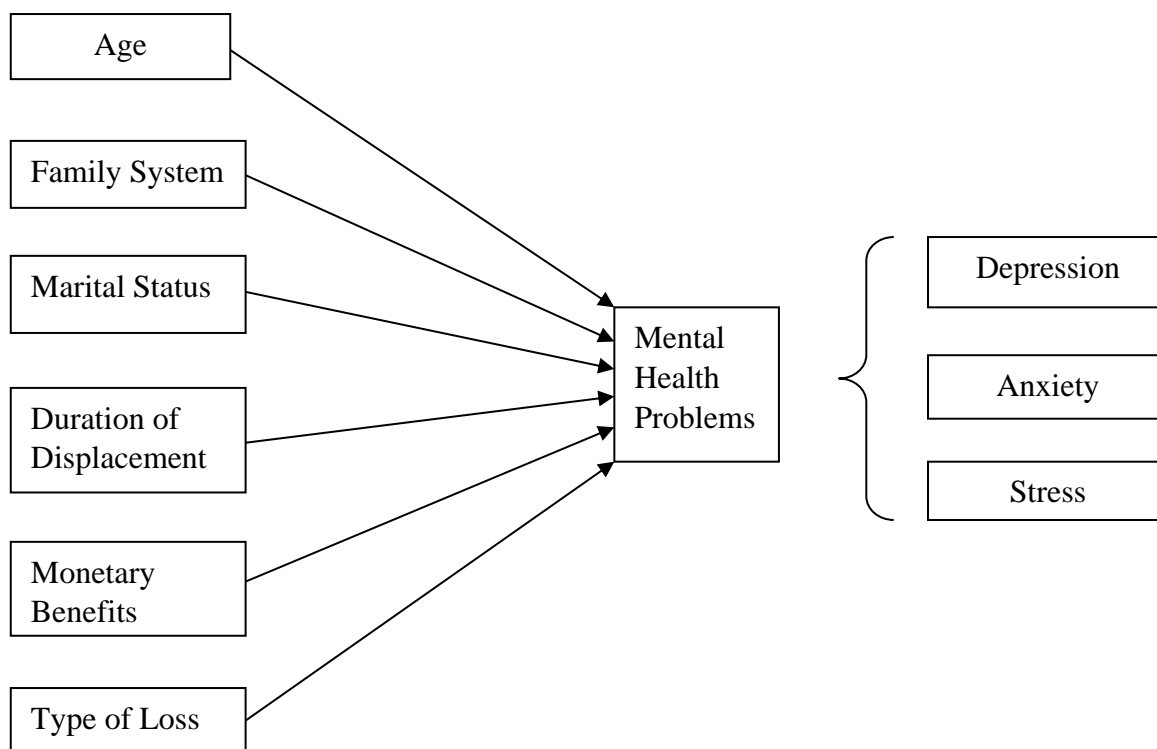 Age
Family System
Marital Status
Duration of
Displacement
Monetary
Benefits
Type of Loss
Mental
Health
Problems
Depression
Anxiety
Stress